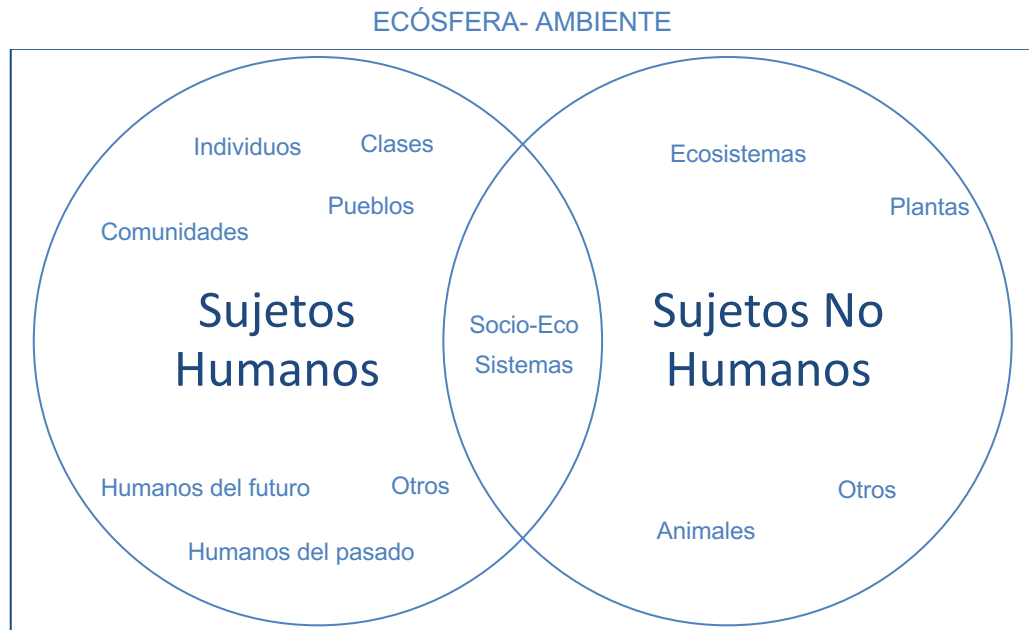 ECÓSFERA- AMBIENTE
Individuos
Clases
Pueblos
Comunidades
Sujetos
Humanos
Humanos del futuro
Otros
Humanos del pasado
Socio-Eco
Sistemas
Ecosistemas
Plantas
Sujetos No
Humanos
Otros
Animales